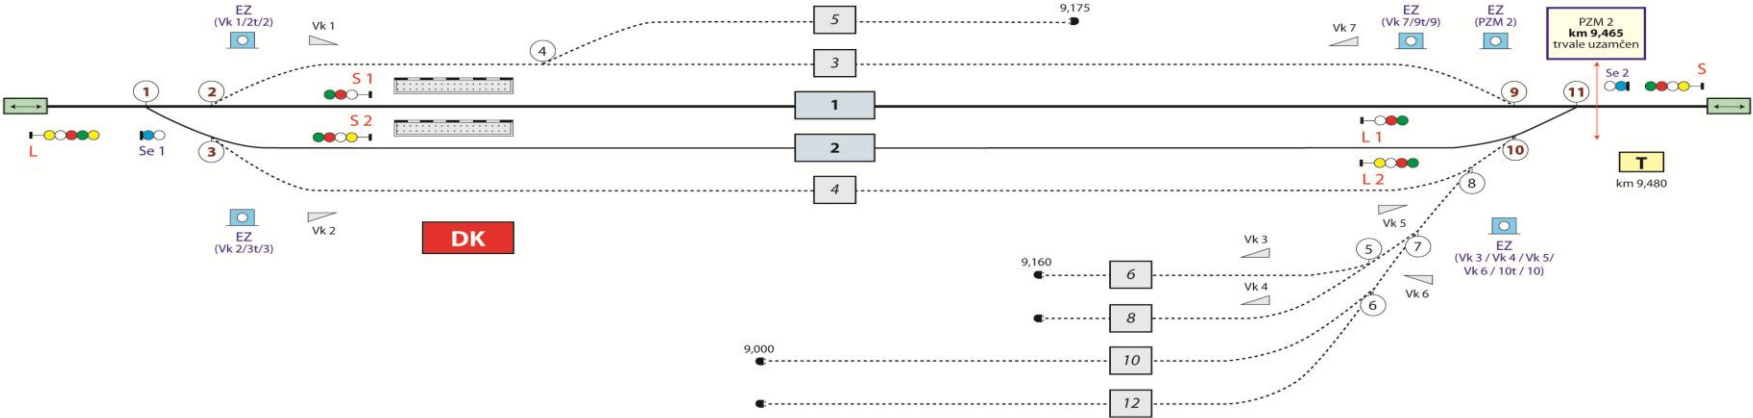 EZ
(Vk 1/2t/2)
Vk 1
4
5
9,175
Vk 7
EZ
(Vk 7/9t/9)
EZ
(PZM 2)
PZM 2
km 9,465
trvale uzamčen
3
1
2
S 1
1
9
11
Se 2
S
L
Se 1
3
S 2
2
L 1
10
L 2
T
km 9,480
4
8
EZ
(Vk 2/3t/3)
Vk 2
DK
Vk 5
Vk 3
5
7
EZ
(Vk 3 / Vk 4 / Vk 5/
Vk 6 / 10t / 10)
9,160
6
Vk 4
Vk 6
6
8
9,000
10
12